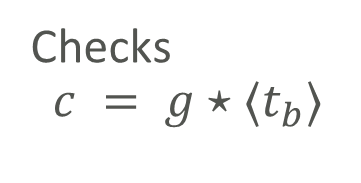 Checks
c = g ⋆ ⟨t_b⟩